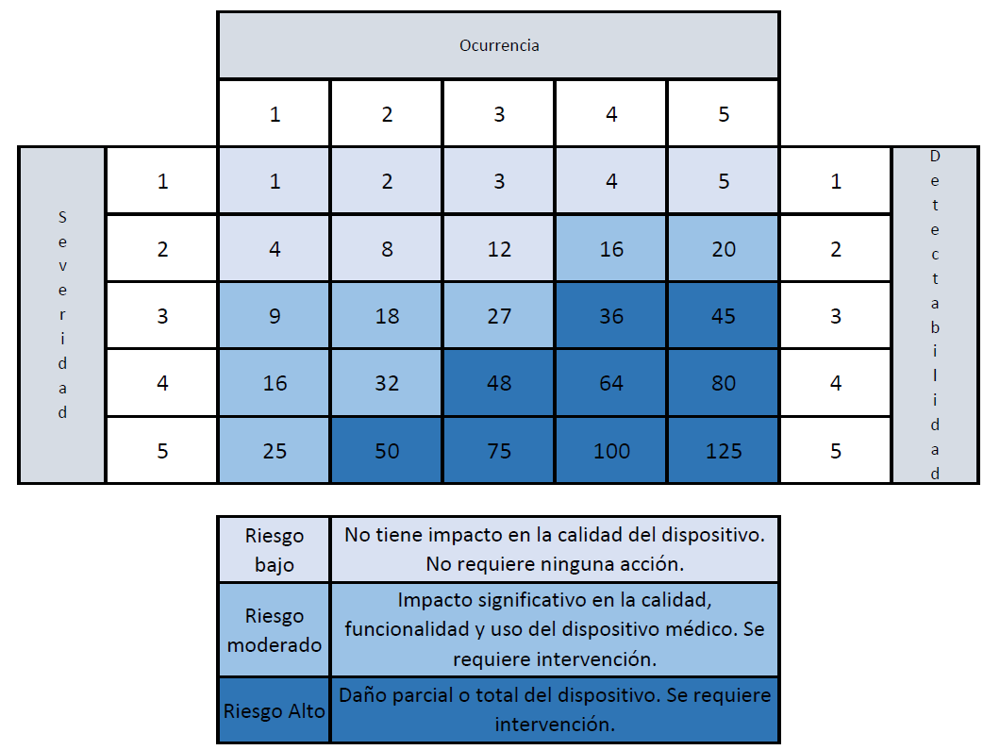 Ocurrencia
1 2 3 4 5
Severidad
Detectabilidad
1 1 2 3 4 5 1
2 4 8 12 16 20 2
3 9 18 27 36 45 3
4 16 32 48 64 80 4
5 25 50 75 100 125 5
Riesgo
bajo
No tiene impacto en la calidad del dispositivo.
No requiere ninguna acción.
Riesgo
moderado
Impacto significativo en la calidad,
funcionalidad y uso del dispositivo médico. Se
requiere intervención.
Riesgo Alto
Daño parcial o total del dispositivo. Se requiere
intervención.